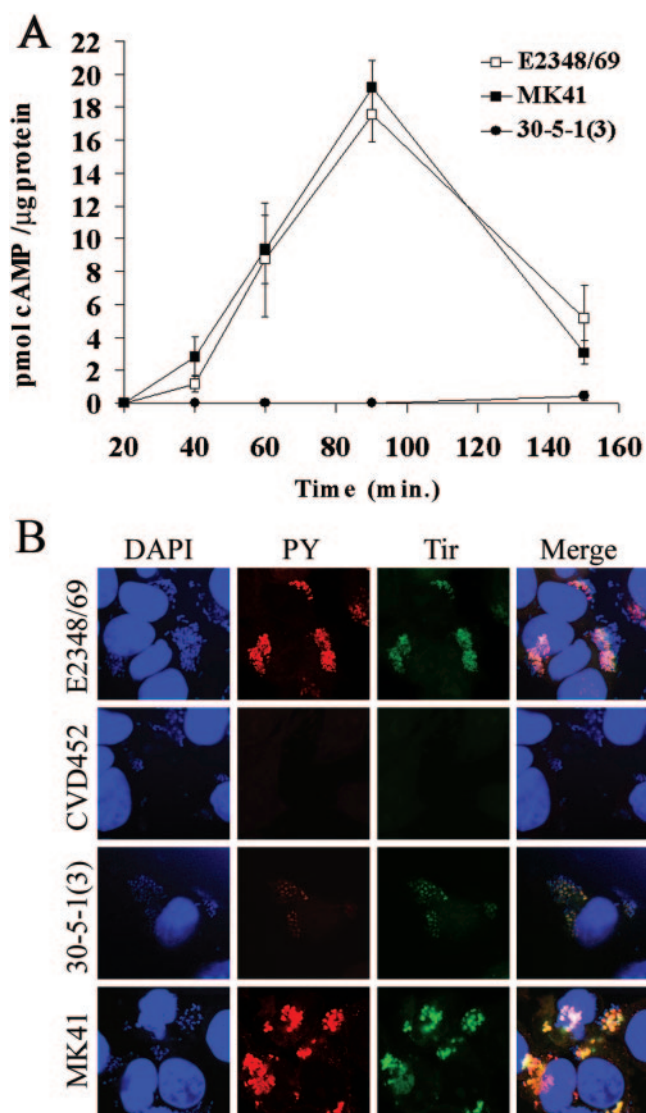 A
E2348/69
MK41
30-5-1(3)
22
20
18
16
14
12
10
8
6
4
2
0
pmol cAMP /µgprotein
20 40 60 80 100 120 140 160
Time (min.)
B
DAPI PY Tir Merge
E2348/69
CVD452
30-5-1(3)
MK41